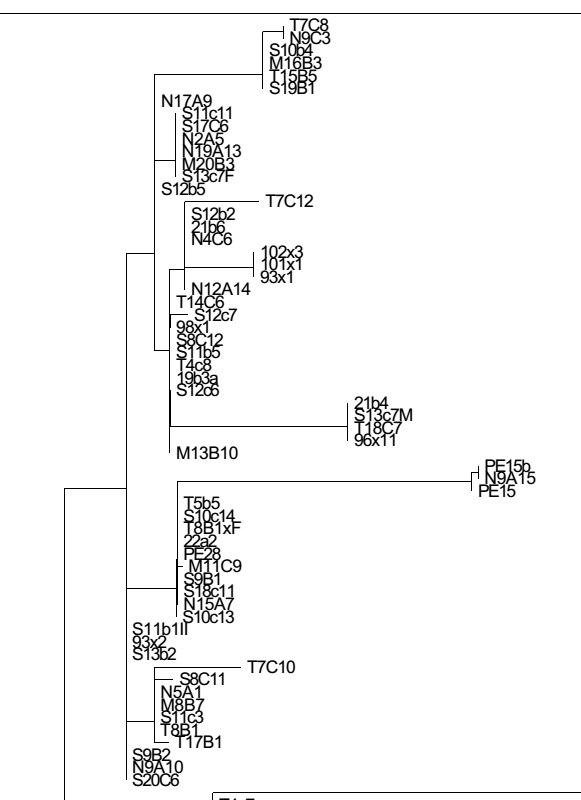 T7C8
N9C3
S10b4
M16B3
T15B5
S19B1
N17A9
S11c11
S17C6
N2A5
N19A13
M20B3
S13c7F
S12b5
T7C12
S12b2
21b6
N4C6
102x3
101x1
93x1
N12A14
T14C6
S12c7
98x1
S8C12
S11b5
T4c8
19b3a
S12c6
21b4
S13c7M
T18C7
96x11
M13B10
PE15b
N9A15
PE15
T5b5
S10c14
T8B1xF
22a2
PE28
M11C9
S9B1
S18c11
N15A7
S10c13
S11b1II
93x2
S13b2
T7C10
S8C11
N5A1
M8B7
S11c3
T8B1
T17B1
S9B2
N9A10
S20C6